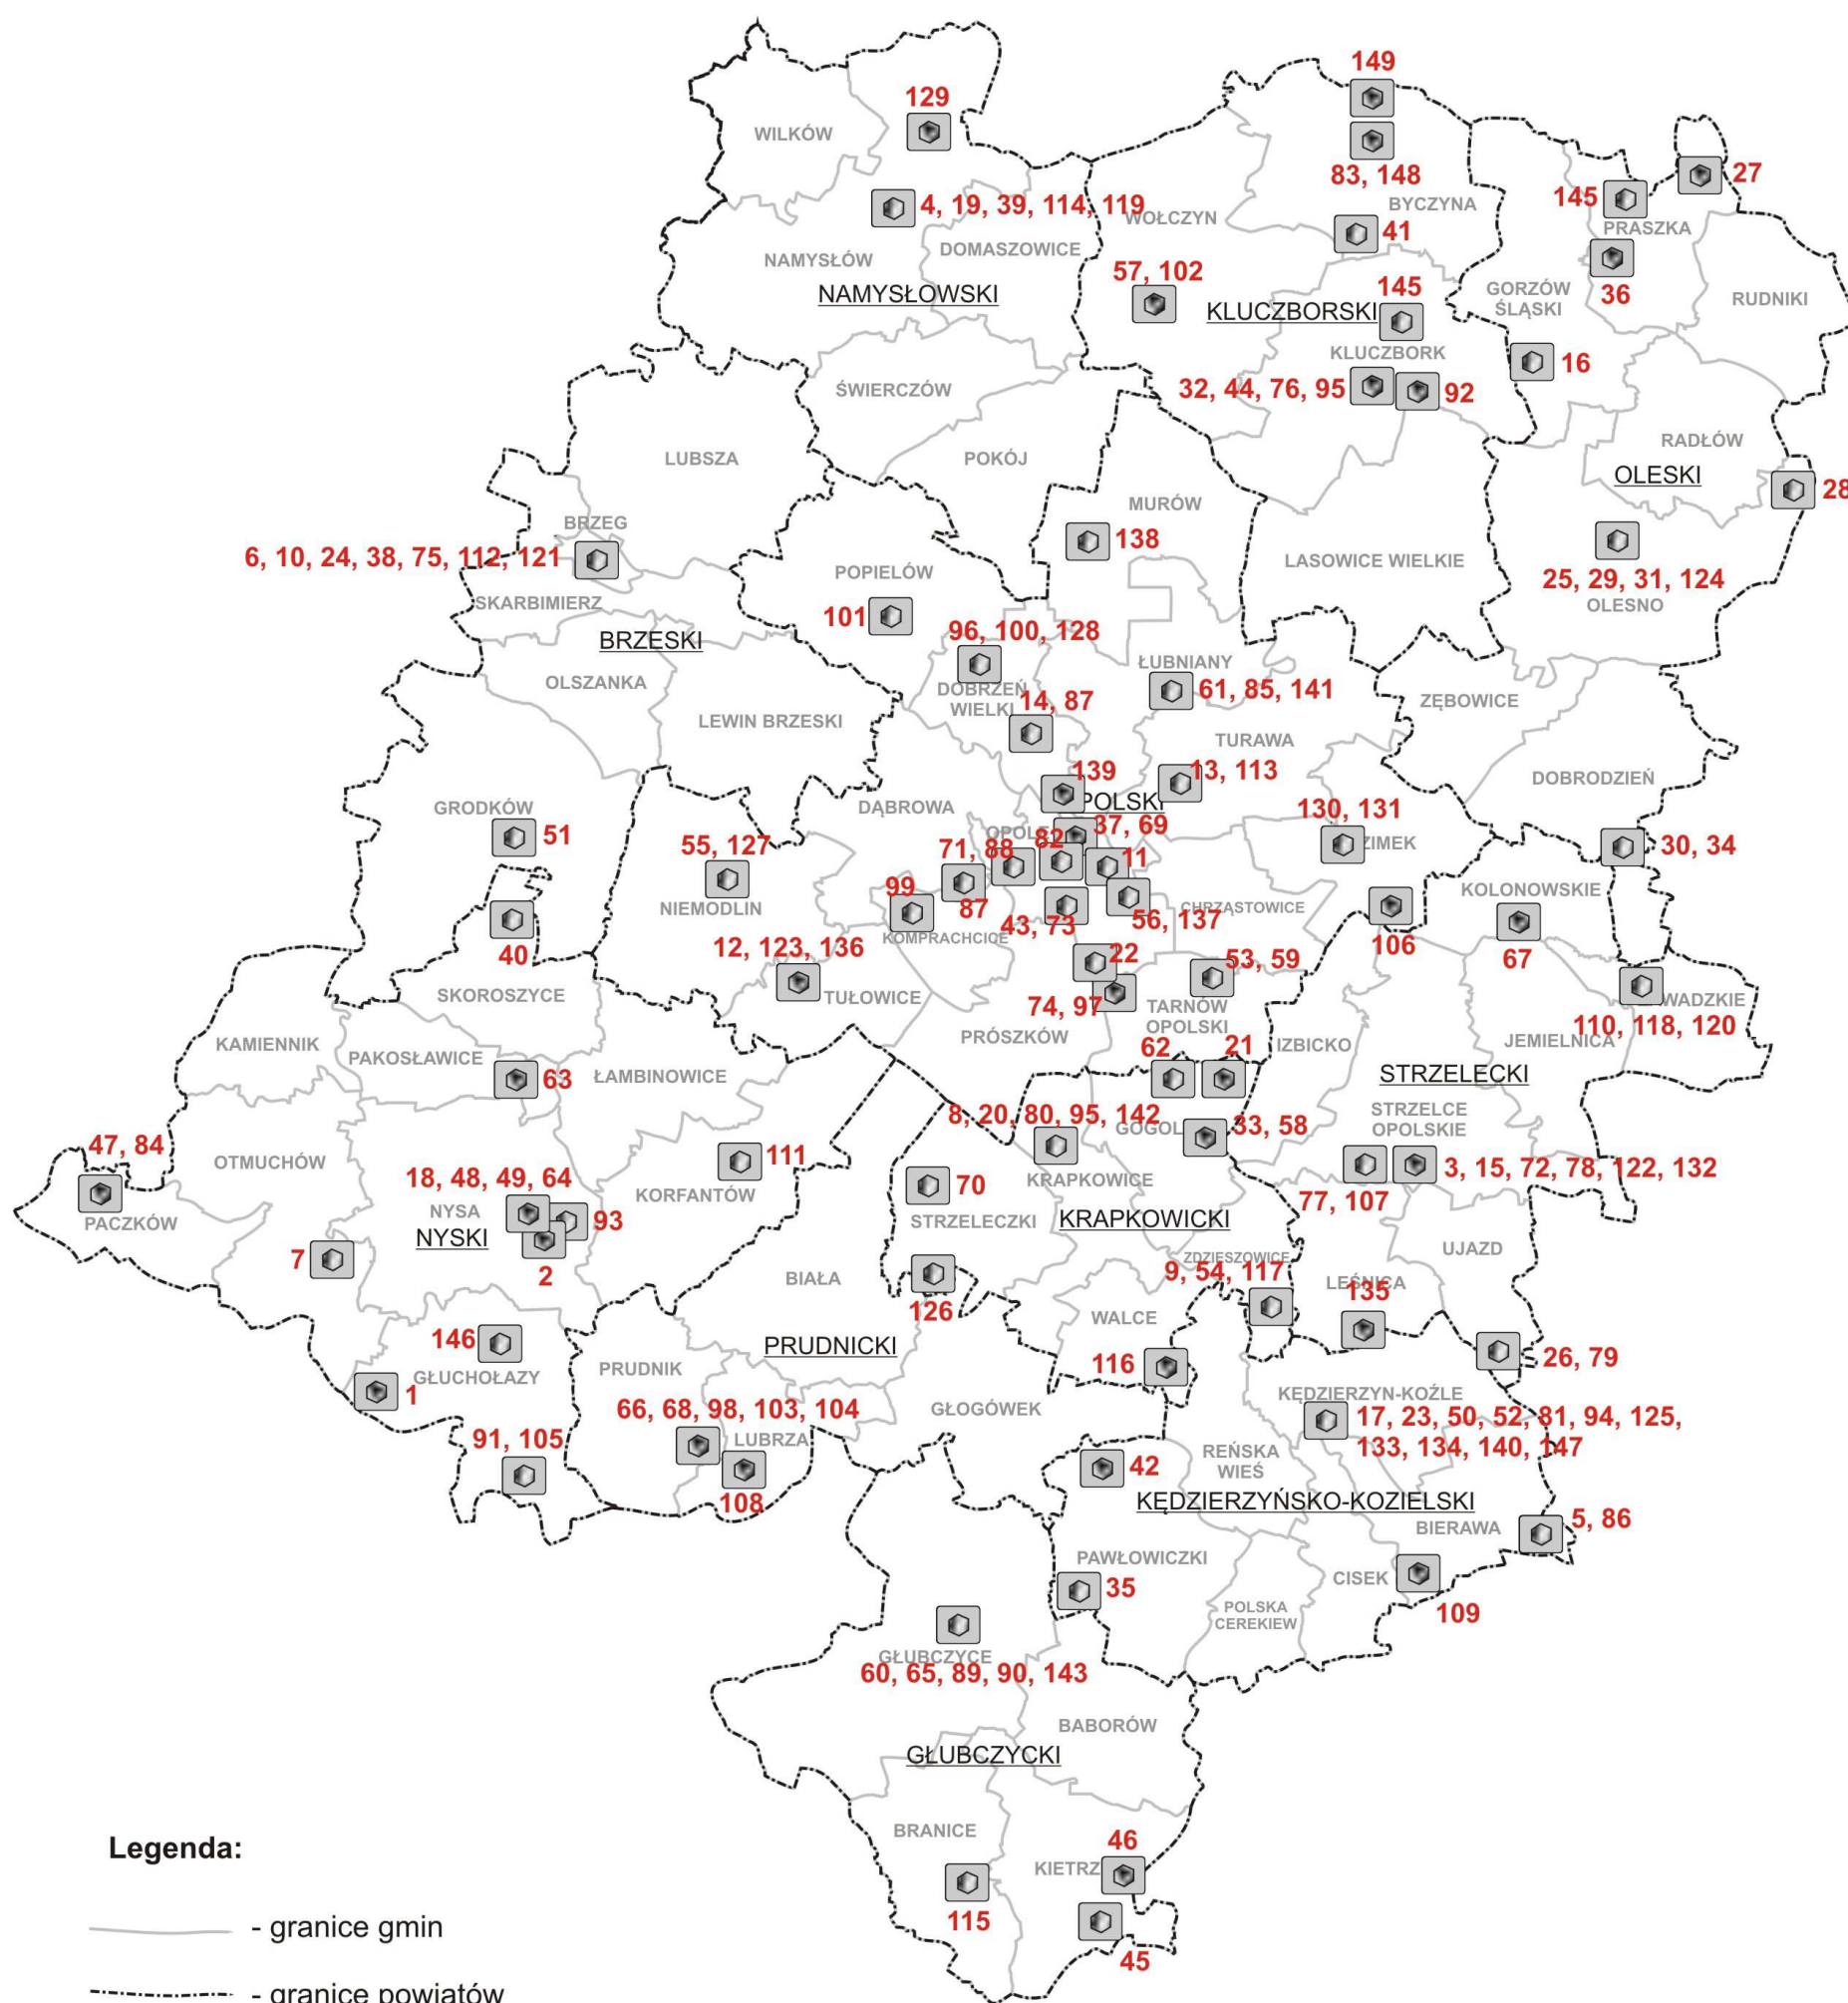 149
129
WILKÓW
27
83, 148
145
4, 19, 39, 114, 119
WOŁCZYN
BYCZYNA
PRASZKA
41
DOMASZOWICE
NAMYSŁÓW
57, 102
145
GORZÓW
ŚLĄSKI
36
RUDNIKI
NAMYSŁOWSKI
KLUCZBORSKI
KLUCZBORK
16
ŚWIERCZÓW
32, 44, 76, 95
92
RADŁÓW
LUBSZA
POKÓJ
OLESKI
28
MURÓW
BRZEG
138
6, 10, 24, 38, 75, 112, 121
LASOWICE WIELKIE
POPIELÓW
25, 29, 31, 124
OLESNO
SKARBIMIERZ
101
96, 100, 128
BRZESKI
ŁUBNIANY
OLSZANKA
DOBRZEŃ
WIELKI
14, 87
61, 85, 141
ZĘBOWICE
LEWIN BRZESKI
TURAWA
139
13, 113
DOBRODZIEŃ
GRODKÓW
DĄBROWA
POLSKI
130, 131
51
OPOLE
37, 69
82
ZIMEK
30, 34
55, 127
71, 88
11
NIEMODLIN
99
87
KOLONOWSKIE
43, 73
56, 137
CHRZĄSTOWICE
KOMPRACHCICE
40
12, 123, 136
22
53, 59
106
67
SKOROSZYCE
TUŁOWICE
74, 97
TARNÓW
OPOLSKI
WADZKIE
110, 118, 120
PRÓSZKÓW
KAMIENNIK
PAKOSŁAWICE
62
21
IZBICKO
JEMIELNICA
63
ŁAMBINOWICE
STRZELECKI
8, 20, 80, 95, 142
GOGOL
33, 58
STRZELCE
OPOLSKIE
47, 84
OTMUCHÓW
111
3, 15, 72, 78, 122, 132
18, 48, 49, 64
KORFANTÓW
70
KRAPKOWICE
77, 107
PACZKÓW
NYSA
93
STRZELECZKI
KRAPKOWICKI
NYSKI
7
2
BIAŁA
ZDZIESZOWICE
UJAZD
9, 54, 117
LEŚNICA
135
126
WALCE
146
PRUDNICKI
GŁUCHOŁAZY
PRUDNIK
116
26, 79
1
GŁOGÓWEK
KĘDZIERZYN-KOŹLE
66, 68, 98, 103, 104
17, 23, 50, 52, 81, 94, 125,
133, 134, 140, 147
91, 105
LUBRZA
REŃSKA
WIEŚ
42
108
KĘDZIERZYŃSKO-KOZIELSKI
BIERAWA
5, 86
PAWŁOWICZKI
35
CISEK
109
POLSKA
CEREKIEW
GŁUBCZYCE
60, 65, 89, 90, 143
BABORÓW
GŁUBCZYCKI
BRANICE
46
Legenda:
KIETRZ
115
- granice gmin
45
- granice powiatów